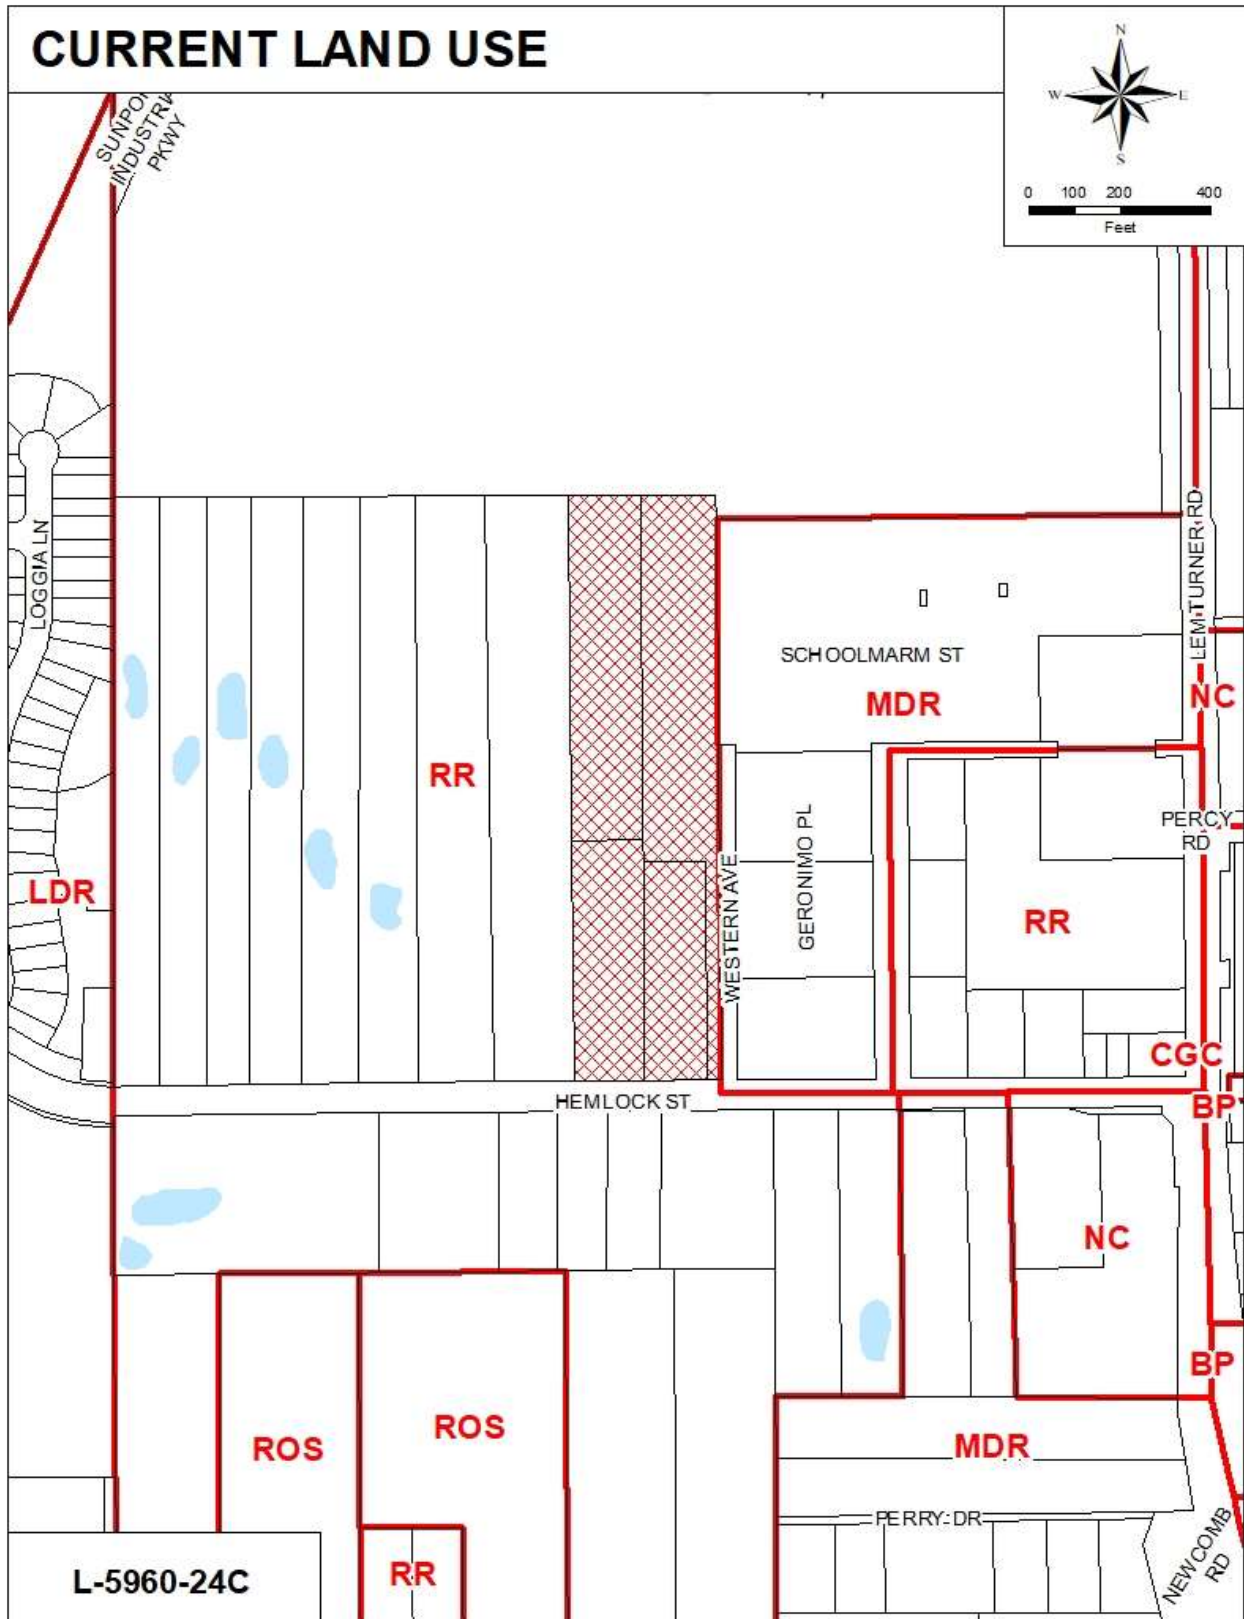 CURRENT LAND USE
N
W
E
S
0 100 200 400
Feet
INDUSTRIA
PKWY
LOGGIA LN
LEM TURNER RD
SCHOOLMARM ST
MDR
NC
RR
PERCY
RD
GERONIMO PL
WESTERN AVE
LDR
RR
CGC
HEMLOCK ST
BP
NC
BP
ROS
ROS
MDR
PERRY DR
NEWCOMB
RD
RR
L-5960-24C